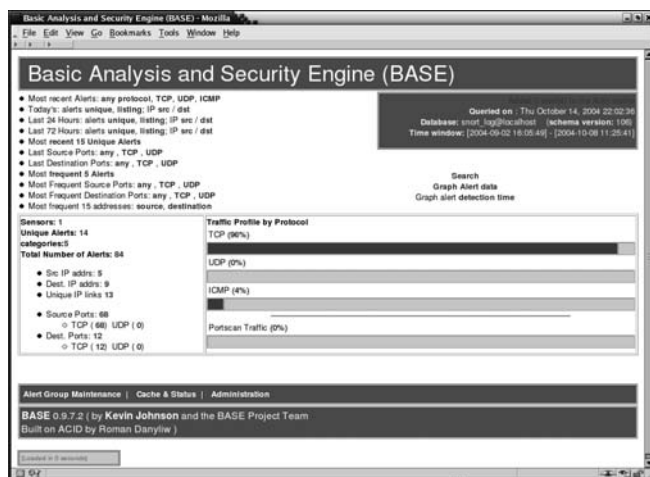 Basic Analysis and Security Engine (BASE) - Mozilla
File Edit View Go Bookmarks Tools Window Help
Basic Analysis and Security Engine (BASE)
♦ Most recent Alerts: any protocol, TCP, UDP, ICMP
♦ Today's: alerts unique, listing; IP src / dst
♦ Last 24 Hours: alerts unique, listing; IP src / dst
♦ Last 72 Hours: alerts unique, listing; IP src / dst
♦ Most recent 15 Unique Alerts
♦ Last Source Ports: any , TCP , UDP
♦ Last Destination Ports: any , TCP , UDP
♦ Most frequent 5 Alerts
♦ Most Frequent Source Ports: any , TCP , UDP
♦ Most Frequent Destination Ports: any , TCP , UDP
♦ Most frequent 15 addresses: source, destination
Queried on : Thu October 14, 2004 22:02:36
Database: snort_log@localhost (schema version: 106)
Time window: [2004-09-02 16:05:49] - [2004-10-08 11:25:41]
Search
Graph Alert data
Graph alert detection time
Sensors: 1
Unique Alerts: 14
categories:5
Total Number of Alerts: 84
♦ Src IP addrs: 5
♦ Dest. IP addrs: 9
♦ Unique IP links 13
♦ Source Ports: 68
○ TCP ( 68) UDP ( 0)
♦ Dest. Ports: 12
○ TCP ( 12) UDP ( 0)
Traffic Profile by Protocol
TCP (96%)
UDP (0%)
ICMP (4%)
Portscan Traffic (0%)
Alert Group Maintenance | Cache & Status | Administration
BASE 0.9.7.2 ( by Kevin Johnson and the BASE Project Team
Built on ACID by Roman Danyliw )
[Loaded in 0 seconds]